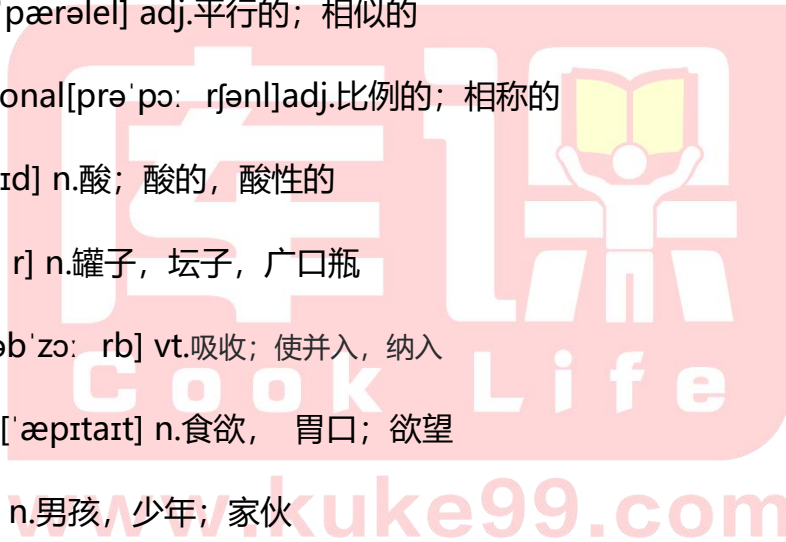 ˈpærəlel] adj.平行的；相似的
onal[prəˈpɔː rʃənl]adj.比例的；相称的
ɪd] n.酸；酸的，酸性的
r] n.罐子，坛子，广口瓶
əbˈzɔː rb] vt.吸收；使并入，纳入
[ˈæpɪtaɪt] n.食欲， 胃口；欲望
n.男孩，少年；家伙
库课
Cook Life
www.kuke99.com